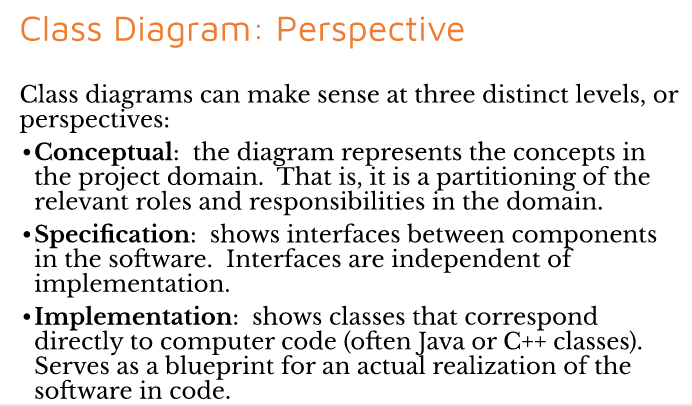 Class Diagram: Perspective
Class diagrams can make sense at three distinct levels, or
perspectives:
•Conceptual:  the diagram represents the concepts in
the project domain.  That is, it is a partitioning of the
relevant roles and responsibilities in the domain.
•Specification:  shows interfaces between components
in the software.  Interfaces are independent of
implementation.
•Implementation:  shows classes that correspond
directly to computer code (often Java or C++ classes).
Serves as a blueprint for an actual realization of the
software in code.